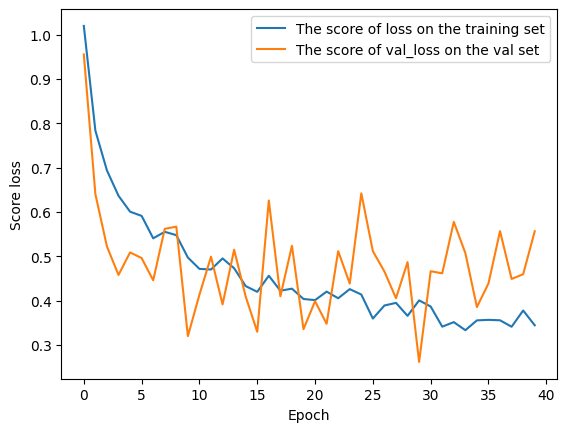 The score of loss on the training set
The score of val_loss on the val set
1.0
0.9
0.8
0.7
0.6
0.5
0.4
0.3
Score loss
0 5 10 15 20 25 30 35 40
Epoch